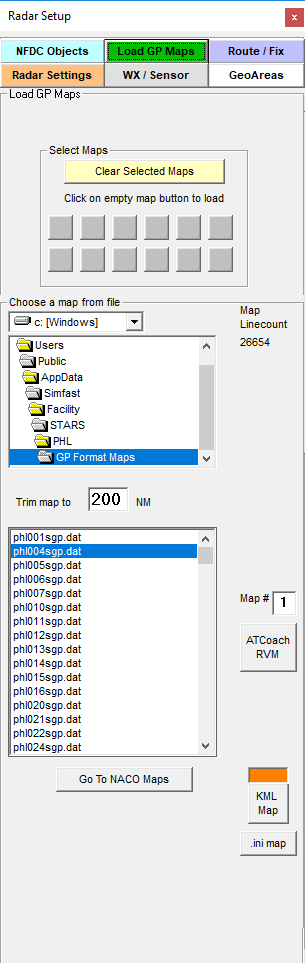 Radar Setup
x
NFDC Objects Load GP Maps Route / Fix
Radar Settings WX / Sensor GeoAreas
Load GP Maps
Select Maps
Clear Selected Maps
Click on empty map button to load
Choose a map from file
c: [Windows]
Map
Linecount
26654
Users
Public
AppData
Simfast
Facility
STARS
PHL
GP Format Maps
Trim map to 200 NM
phl001sgp.dat
phl004sgp.dat
phl005sgp.dat
phl006sgp.dat
phl007sgp.dat
phl010sgp.dat
phl011sgp.dat
phl012sgp.dat
phl013sgp.dat
phl014sgp.dat
phl015sgp.dat
phl016sgp.dat
phl020sgp.dat
phl021sgp.dat
phl022sgp.dat
phl024sgp.dat
Map # 1
ATCoach
RVM
Go To NACO Maps
KML
Map
.ini map